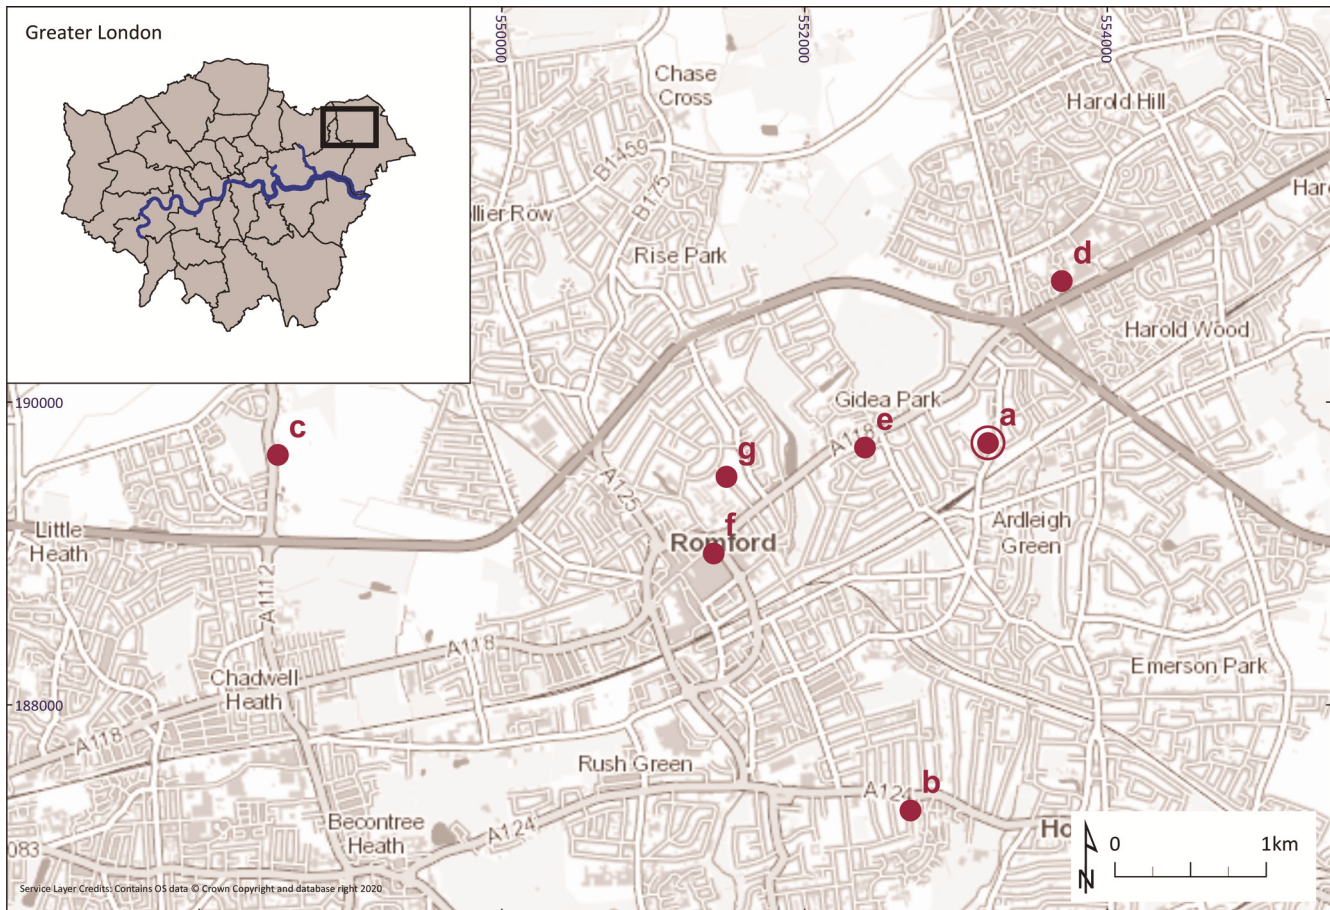 Greater London
550000
552000
554000
Chase
Cross
Harold Hill
B1459
B175
llier Row
Har
Rise Park
d
Harold Wood
190000
Gidea Park
c
e
a
A118
g
A125
f
Romford
Ardleigh
Green
Little
Heath
A1112
A118
Emerson Park
Chadwell
Heath
188000
A118
Rush Green
b
A124
Becontree
Heath
A124
Ho
083
0
1km
N
Service Layer Credits: Contains OS data © Crown Copyright and database right 2020